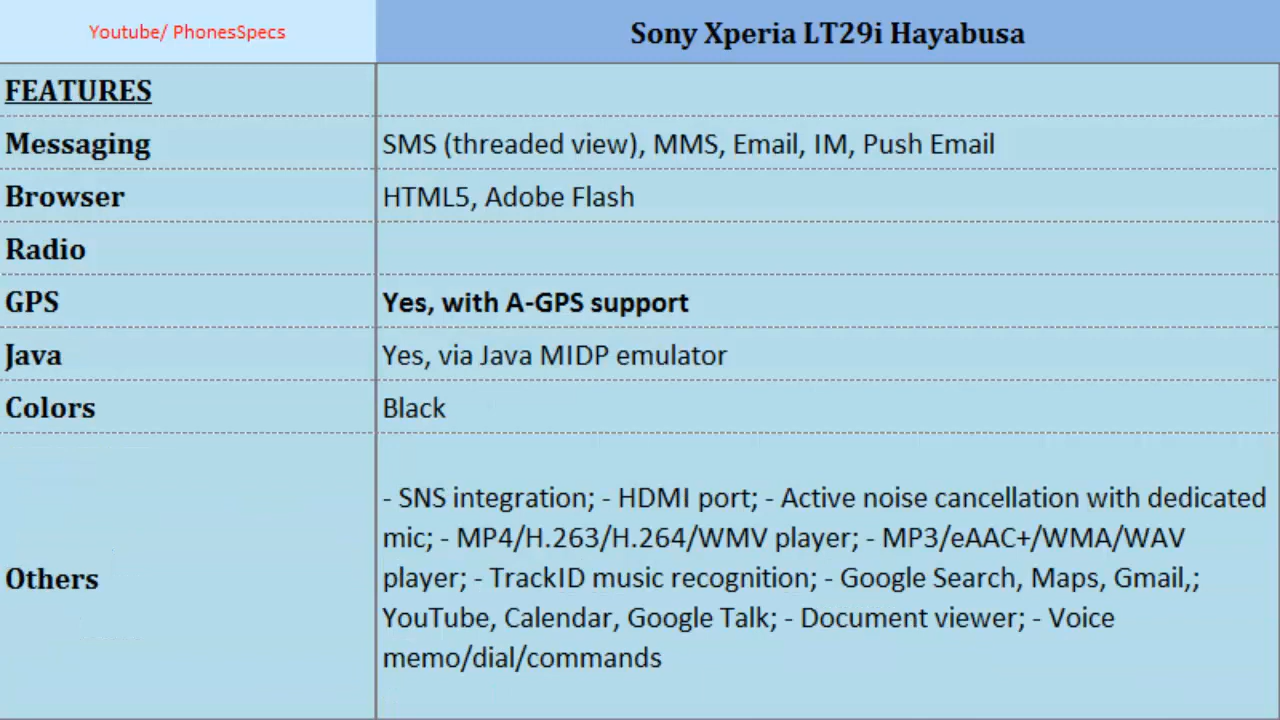 Youtube/ PhonesSpecs
Sony Xperia LT29i Hayabusa
FEATURES
Messaging
SMS (threaded view), MMS, Email, IM, Push Email
Browser
HTML5, Adobe Flash
Radio
GPS
Yes, with A-GPS support
Java
Yes, via Java MIDP emulator
Colors
Black
Others
- SNS integration; - HDMI port; - Active noise cancellation with dedicated
mic; - MP4/H.263/H.264/WMV player; - MP3/eAAC+/WMA/WAV
player; - TrackID music recognition; - Google Search, Maps, Gmail,;
YouTube, Calendar, Google Talk; - Document viewer; - Voice
memo/dial/commands